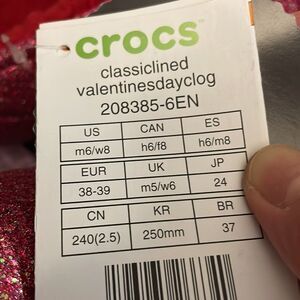 crocs™
classiclined
valentinesdayclog
208385-6EN
US CAN ES
m6/w8 h6/f8 h6/m8
EUR UK JP
38-39 m5/w6 24
CN KR BR
240(2.5) 250mm 37